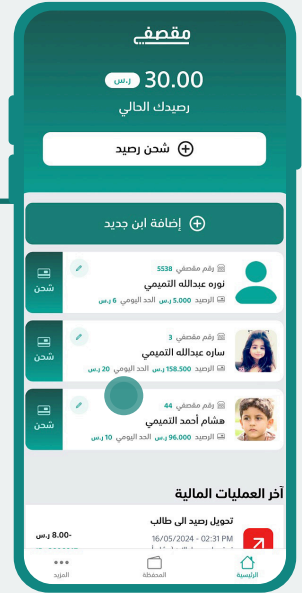 مقصفي
30.00 ر.س
رصيدك الحالي
شحن رصيد
إضافة ابن جديد
رقم مقصفي 5538
نوره عبدالله التميمي
الرصيد 5.000 ر.س الحد اليومي 6 ر.س
شحن
رقم مقصفي 3
ساره عبدالله التميمي
الرصيد 158.500 ر.س الحد اليومي 20 ر.س
شحن
رقم مقصفي 44
هشام أحمد التميمي
الرصيد 96.000 ر.س الحد اليومي 10 ر.س
شحن
آخر العمليات المالية
تحويل رصيد الى طالب
16/05/2024 - 02:31 PM
-8.00 ر.س
الرئيسية
المحفظة
المزيد